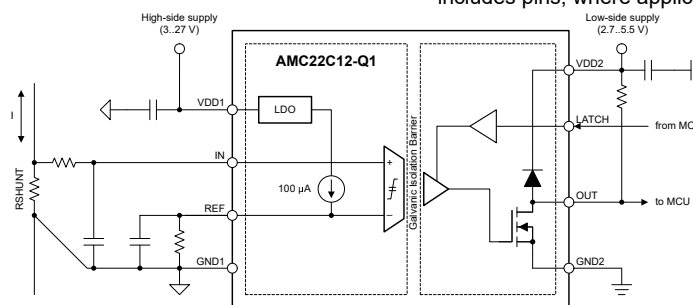 includes pins, where applic
High-side supply
(3..27 V)
Low-side supply
(2.7..5.5 V)
AMC22C12-Q1
VDD1
LDO
VDD2
I
LATCH
from MC
IN
+
Galvanic Isolation Barrier
RSHUNT
100 µA
OUT
to MCU
REF
–
GND1
GND2